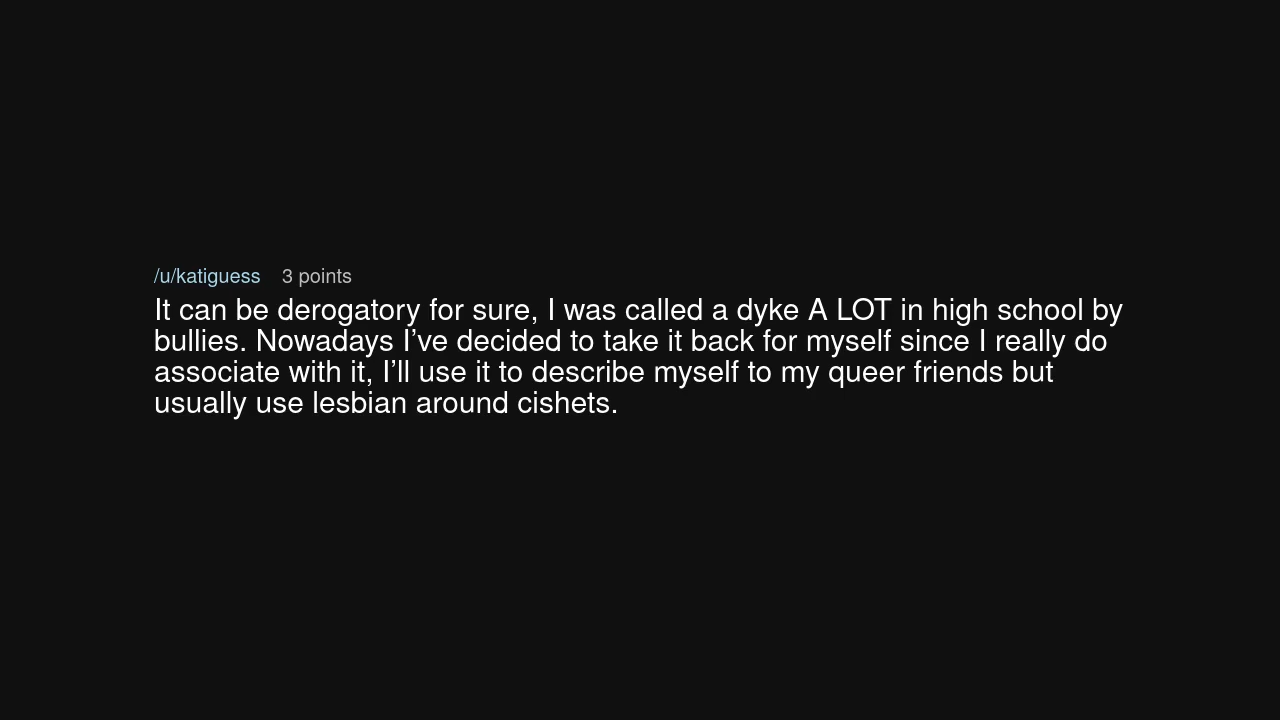 /u/katiguess 3 points
It can be derogatory for sure, I was called a dyke A LOT in high school by
bullies. Nowadays I’ve decided to take it back for myself since I really do
associate with it, I’ll use it to describe myself to my queer friends but
usually use lesbian around cishets.